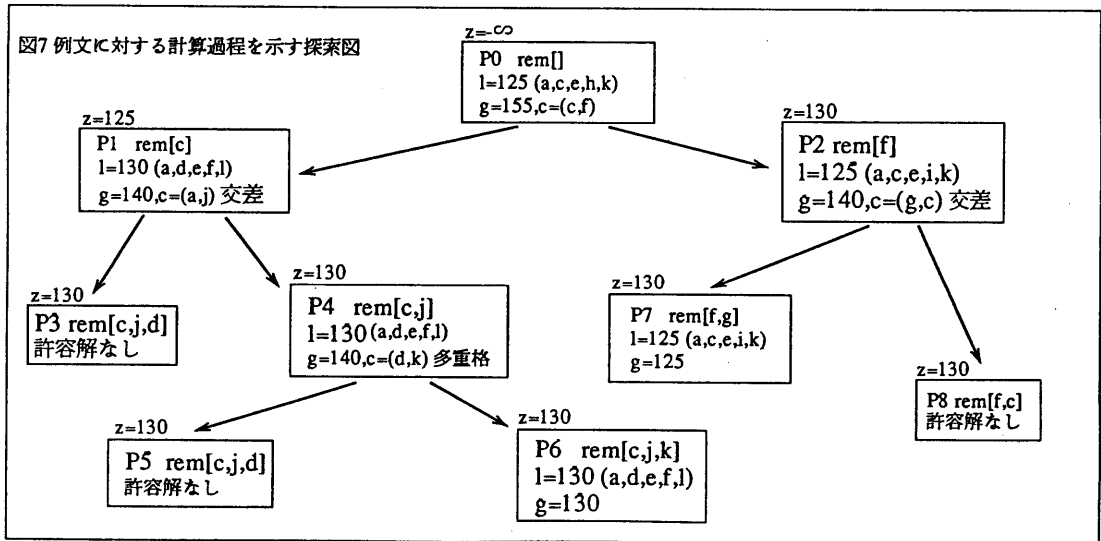 図7 例文に対する計算過程を示す探索図
z=-∞
P0 rem[]
l=125 (a,c,e,h,k)
g=155,c=(c,f)
z=125
P1 rem[c]
l=130 (a,d,e,f,l)
g=140,c=(a,j) 交差
z=130
P2 rem[f]
l=125 (a,c,e,i,k)
g=140,c=(g,c) 交差
z=130
P3 rem[c,j,d]
許容解なし
z=130
P4 rem[c,j]
l=130 (a,d,e,f,l)
g=140,c=(d,k) 多重格
z=130
P7 rem[f,g]
l=125 (a,c,e,i,k)
g=125
z=130
P8 rem[f,c]
許容解なし
z=130
P5 rem[c,j,d]
許容解なし
z=130
P6 rem[c,j,k]
l=130 (a,d,e,f,l)
g=130